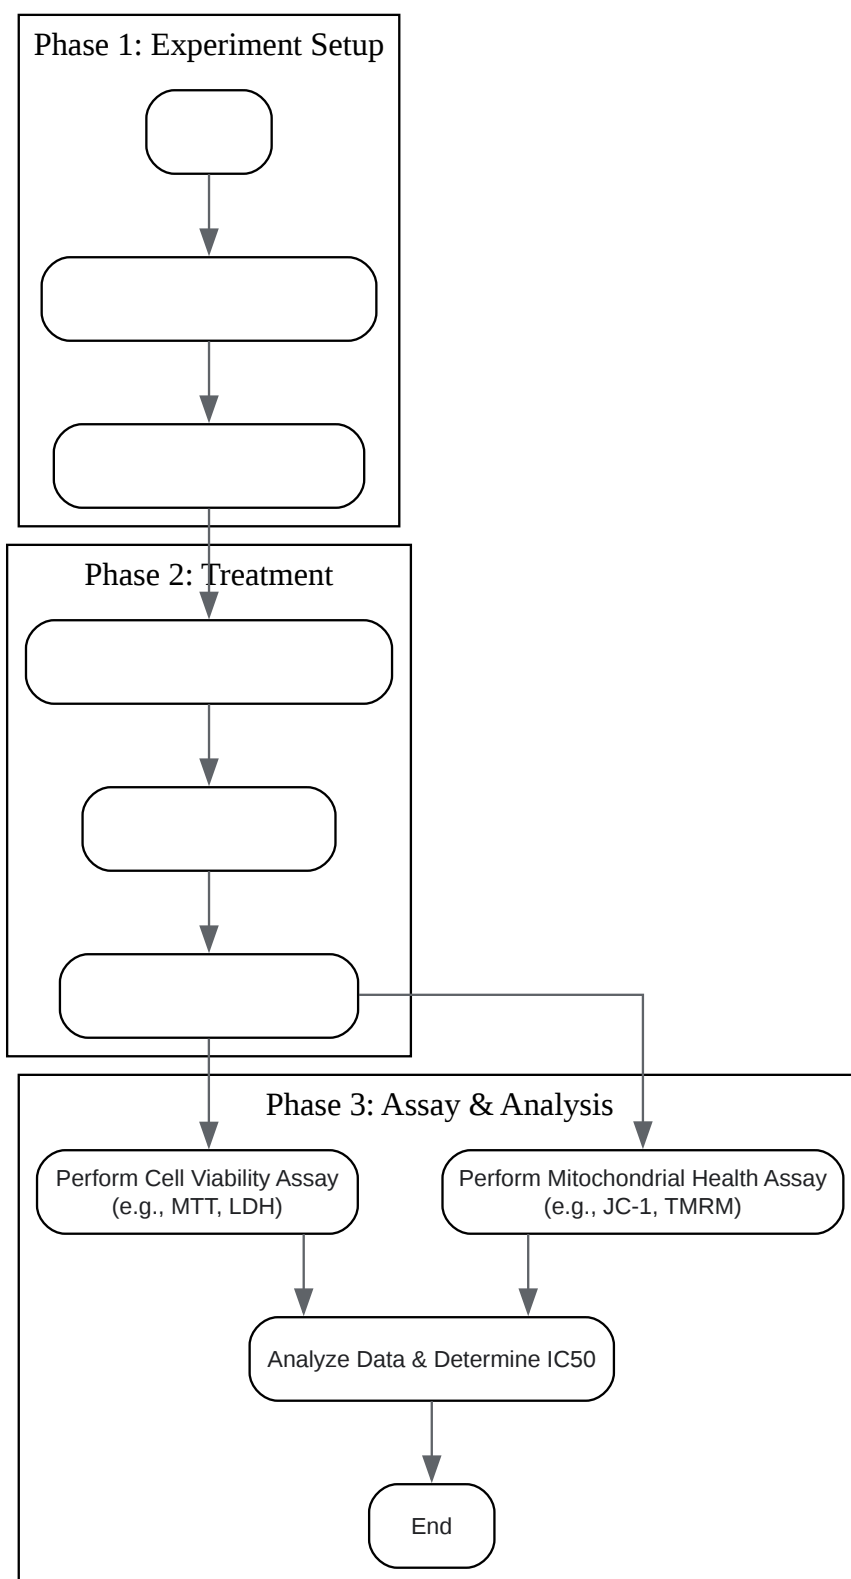 Phase 1: Experiment Setup
Phase 2: Treatment
Phase 3: Assay & Analysis
Perform Cell Viability Assay
(e.g., MTT, LDH)
Perform Mitochondrial Health Assay
(e.g., JC-1, TMRM)
Analyze Data & Determine IC50
End